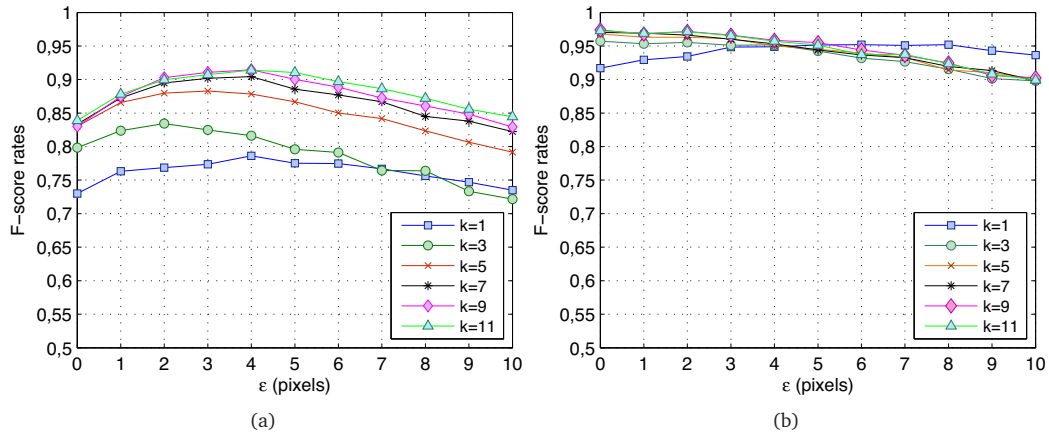 F-score rates
1
0,95
0,9
0,85
0,8
0,75
0,7
0,65
0,6
0,55
0,5
0 1 2 3 4 5 6 7 8 9 10
ε (pixels)
k=1
k=3
k=5
k=7
k=9
k=11
(a)
F-score rates
1
0,95
0,9
0,85
0,8
0,75
0,7
0,65
0,6
0,55
0,5
0 1 2 3 4 5 6 7 8 9 10
ε (pixels)
k=1
k=3
k=5
k=7
k=9
k=11
(b)